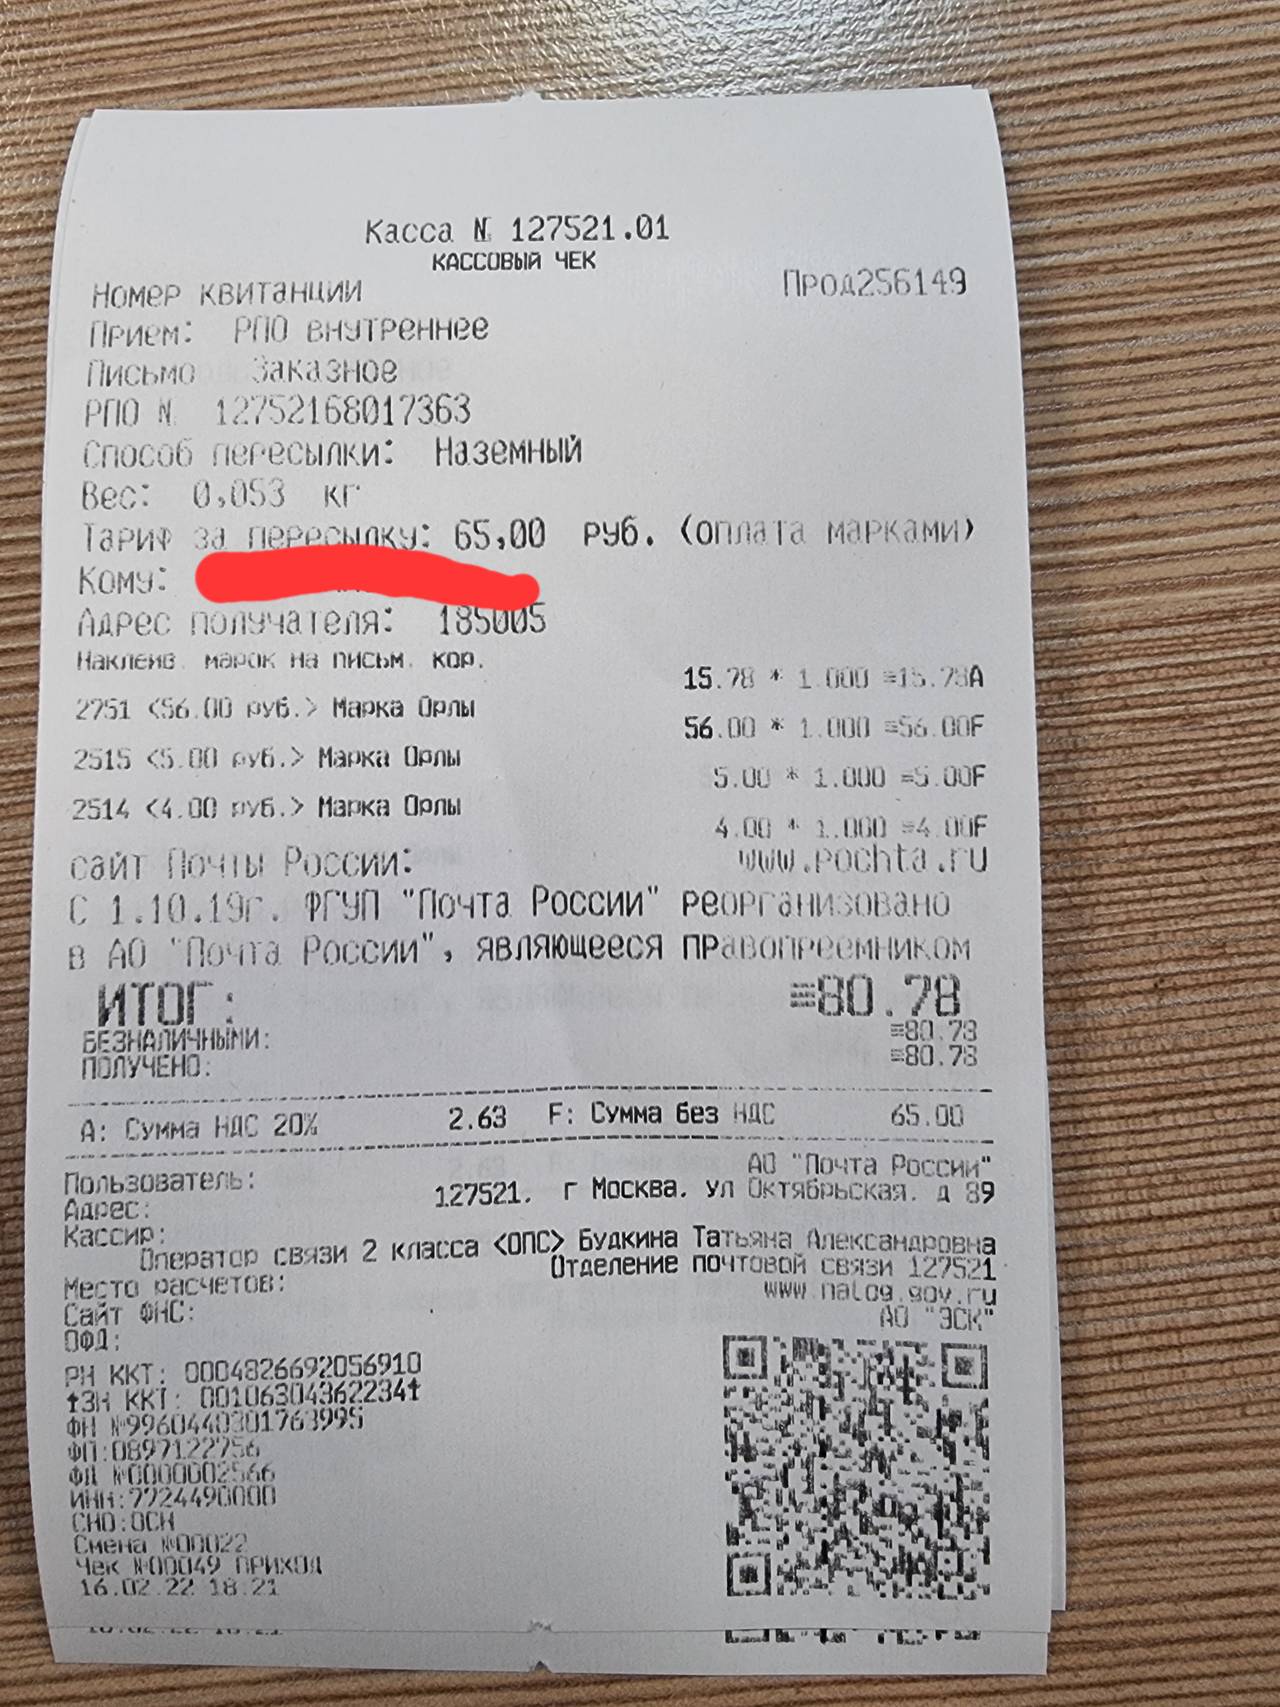 Касса № 127521.01
КАССОВЫЙ ЧЕК
Номер квитанции Прод256149
Прием: РПО внутреннее
Письмо Заказное
РПО № 12752168017363
Способ пересылки: Наземный
Вес: 0,053 кг
Тариф за пересылку: 65,00 руб. (оплата марками)
Кому:
Адрес получателя: 185005
Наклеив. марок на письм. кор.
15.78 * 1.000 ≡15.78А
2751 <56.00 руб.> Марка Орлы
56.00 * 1.000 ≡56.00F
2515 <5.00 руб.> Марка Орлы
5.00 * 1.000 ≡5.00F
2514 <4.00 руб.> Марка Орлы
4.00 * 1.000 ≡4.00F
сайт Почты России: www.pochta.ru
С 1.10.19г. ФГУП "Почта России" реорганизовано
в АО "Почта России", являющееся правопреемником
ИТОГ: ≡80.78
БЕЗНАЛИЧНЫМИ: ≡80.78
ПОЛУЧЕНО: ≡80.78
А: Сумма НДС 20% 2.63 F: Сумма без НДС 65.00
Пользователь: АО "Почта России"
Адрес: 127521, г Москва, ул Октябрьская, д 89
Кассир:
Оператор связи 2 класса <ОПС> Будкина Татьяна Александровна
Место расчетов: Отделение почтовой связи 127521
Сайт ФНС: www.nalog.gov.ru
ОФД: АО "ЭСК"
РН ККТ: 0004826692056910
†ЗН ККТ: 00106304362234†
ФН №9960440301763995
ФП:0897122756
ФД №0000002566
ИНН:7724490000
СНО:ОСН
Смена №00022
Чек №00049 ПРИХОД
16.02.22 18:21